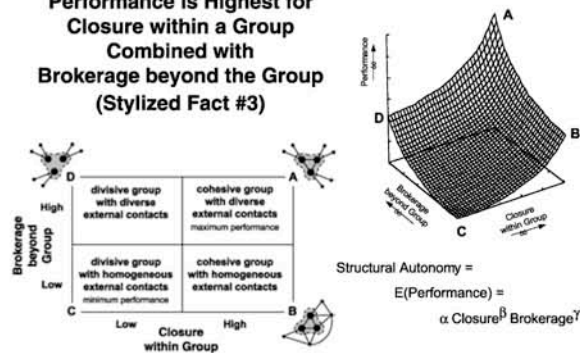 Performance is Highest for
Closure within a Group
Combined with
Brokerage beyond the Group
(Stylized Fact #3)
A
Performance
∞
D
B
Brokerage
beyond Group
∞
Closure
within Group
∞
C
D
A
High
divisive group
with diverse
external contacts
cohesive group
with diverse
external contacts
maximum performance
Brokerage
beyond
Group
Low
divisive group
with homogeneous
external contacts
minimum performance
cohesive group
with homogeneous
external contacts
C
B
Low
High
Closure
within Group
Structural Autonomy =
E(Performance) =
α Closure^β Brokerage^γ